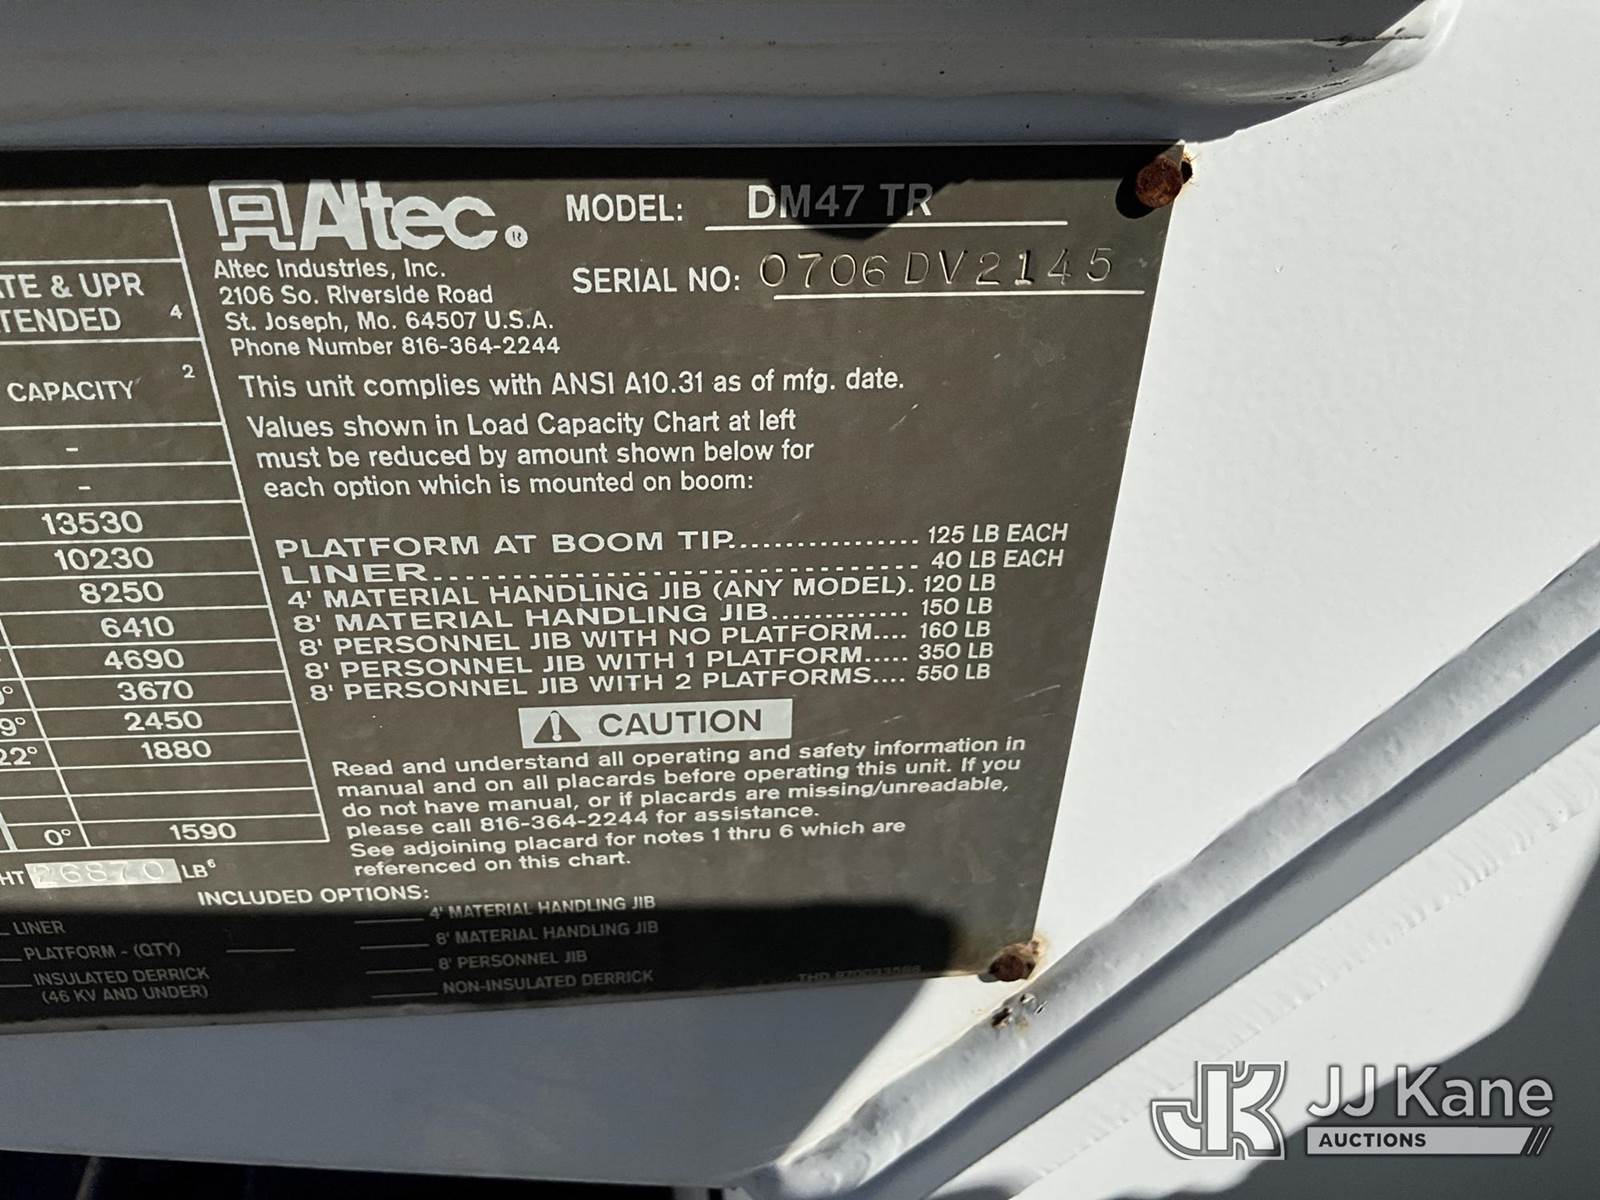 Altec®
MODEL: DM47 TR
Altec Industries, Inc.
SERIAL NO: 0706DV2145
2106 So. Riverside Road
St. Joseph, Mo. 64507 U.S.A.
Phone Number 816-364-2244
This unit complies with ANSI A10.31 as of mfg. date.
Values shown in Load Capacity Chart at left
must be reduced by amount shown below for
each option which is mounted on boom:
PLATFORM AT BOOM TIP................. 125 LB EACH
LINER........................................ 40 LB EACH
4' MATERIAL HANDLING JIB (ANY MODEL). 120 LB
8' MATERIAL HANDLING JIB............ 150 LB
8' PERSONNEL JIB WITH NO PLATFORM.... 160 LB
8' PERSONNEL JIB WITH 1 PLATFORM..... 350 LB
8' PERSONNEL JIB WITH 2 PLATFORMS.... 550 LB
CAUTION
Read and understand all operating and safety information in
manual and on all placards before operating this unit. If you
do not have manual, or if placards are missing/unreadable,
please call 816-364-2244 for assistance.
See adjoining placard for notes 1 thru 6 which are
referenced on this chart.
& UPR
4
CAPACITY 2
-
-
13530
10230
8250
6410
4690
3670
2450
22° 1880
0° 1590
26870 LB6
INCLUDED OPTIONS:
LINER
PLATFORM - (QTY)
INSULATED DERRICK
(46 KV AND UNDER)
4' MATERIAL HANDLING JIB
8' MATERIAL HANDLING JIB
8' PERSONNEL JIB
NON-INSULATED DERRICK
JJ Kane
AUCTIONS